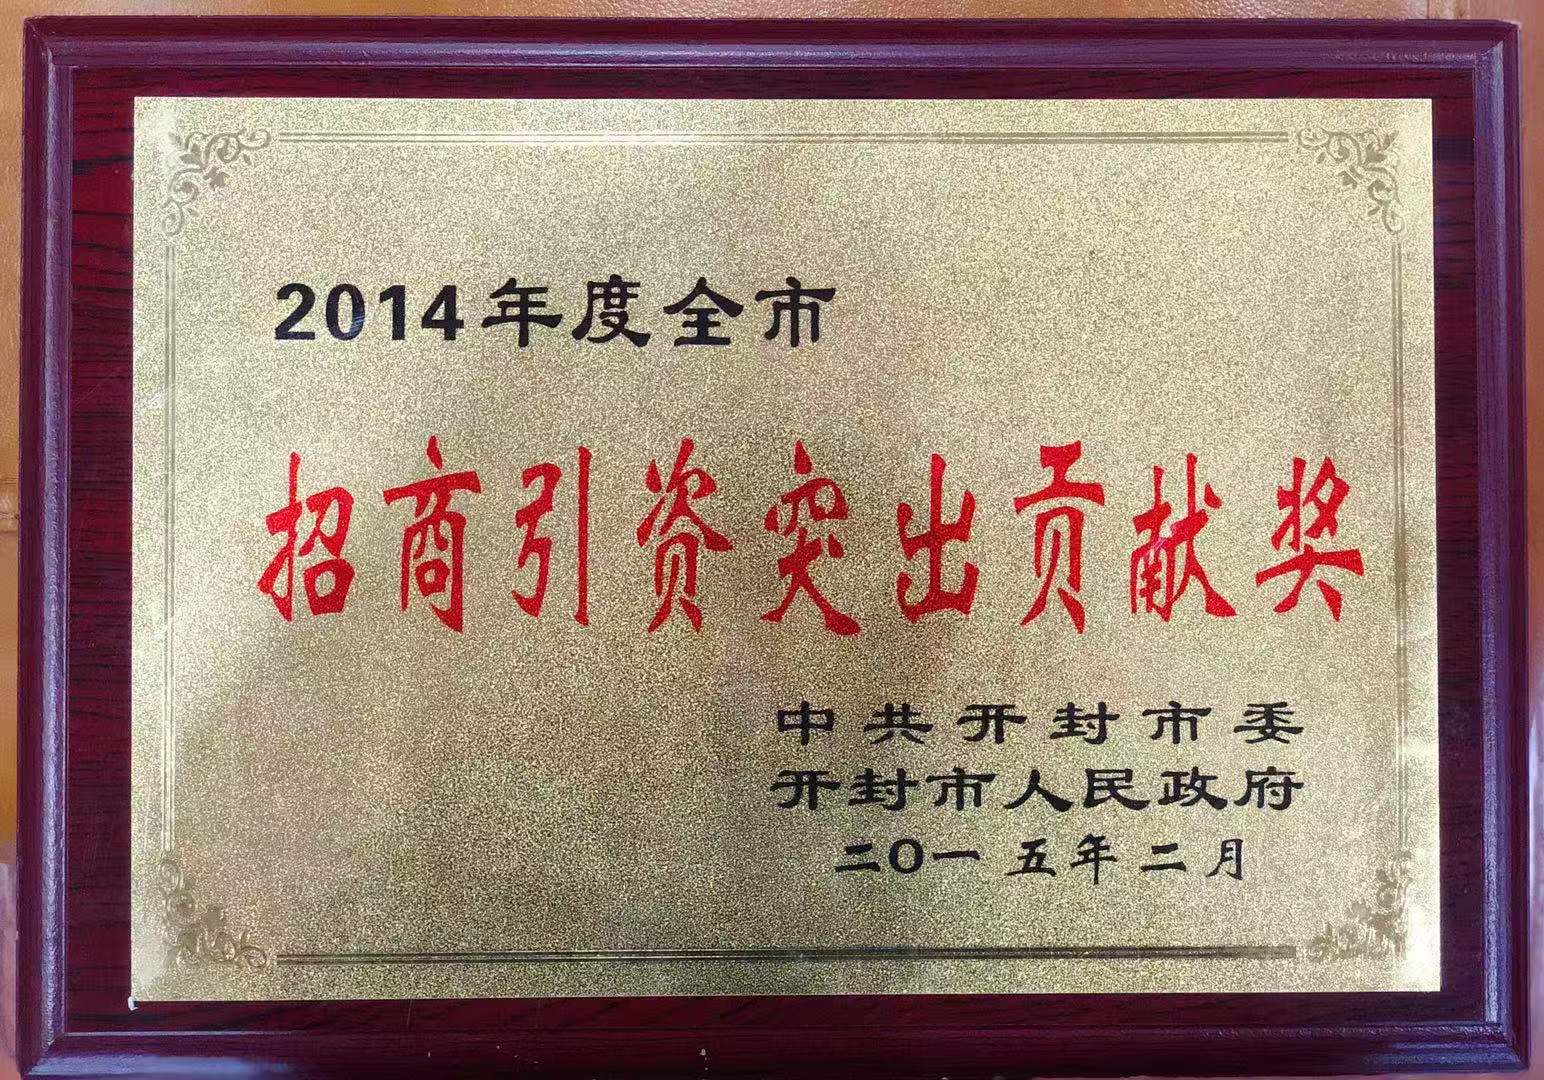 2014年度全市
招商引资突出贡献奖
中共开封市委
开封市人民政府
二〇一五年二月